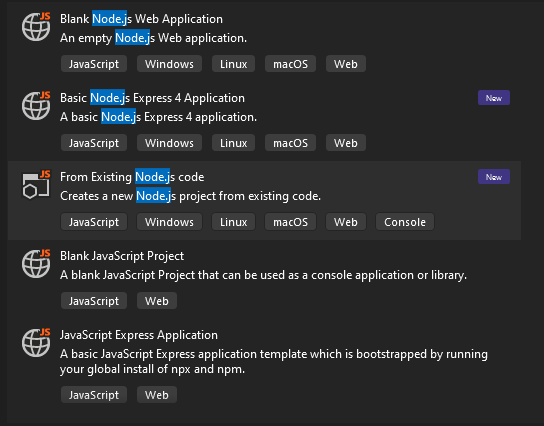 JS
Blank Node.js Web Application
An empty Node.js Web application.
JavaScript Windows Linux macOS Web
JS
Basic Node.js Express 4 Application New
A basic Node.js Express 4 application.
JavaScript Windows Linux macOS Web
JS
From Existing Node.js code New
Creates a new Node.js project from existing code.
JavaScript Windows Linux macOS Web Console
JS
Blank JavaScript Project
A blank JavaScript Project that can be used as a console application or library.
JavaScript Web
JS
JavaScript Express Application
A basic JavaScript Express application template which is bootstrapped by running
your global install of npx and npm.
JavaScript Web